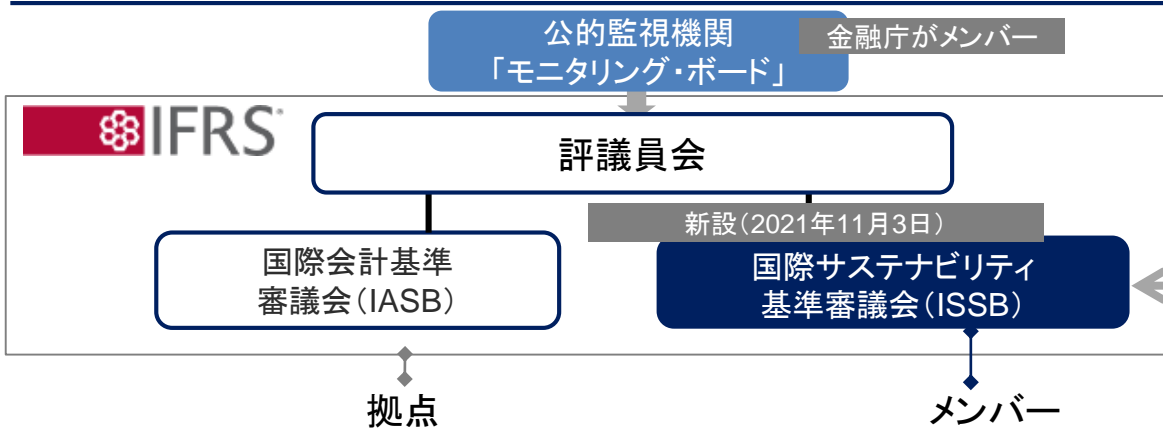 公的監視機関
「モニタリング・ボード」
金融庁がメンバー
IFRS
評議員会
新設（2021年11月3日）
国際会計基準
審議会（IASB）
国際サステナビリティ
基準審議会（ISSB）
拠点
メンバー